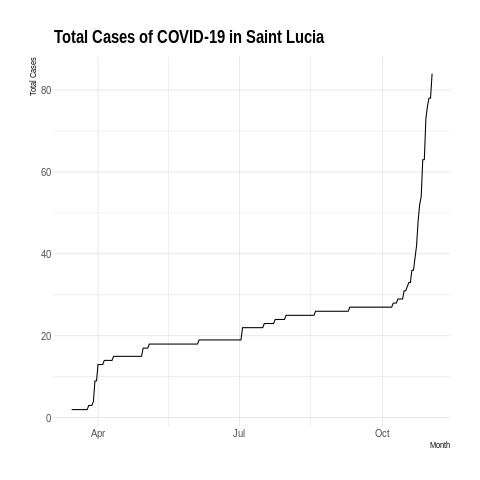 Total Cases of COVID-19 in Saint Lucia
Total Cases
80
60
40
20
0
Apr
Jul
Oct
Month